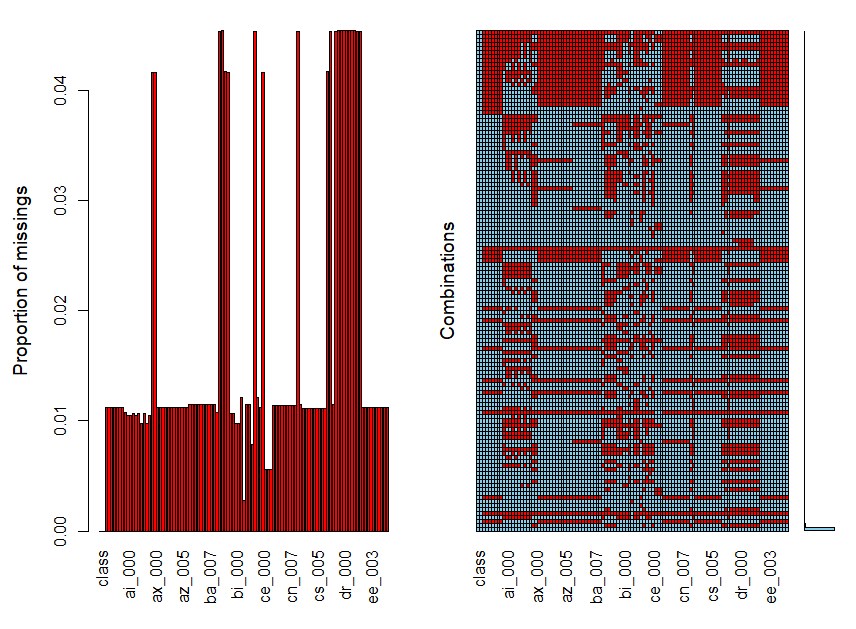 Proportion of missings
0.00
0.01
0.02
0.03
0.04
class
ai_000
ax_000
az_005
ba_007
bi_000
ce_000
cn_007
cs_005
dr_000
ee_003
Combinations
class
ai_000
ax_000
az_005
ba_007
bi_000
ce_000
cn_007
cs_005
dr_000
ee_003